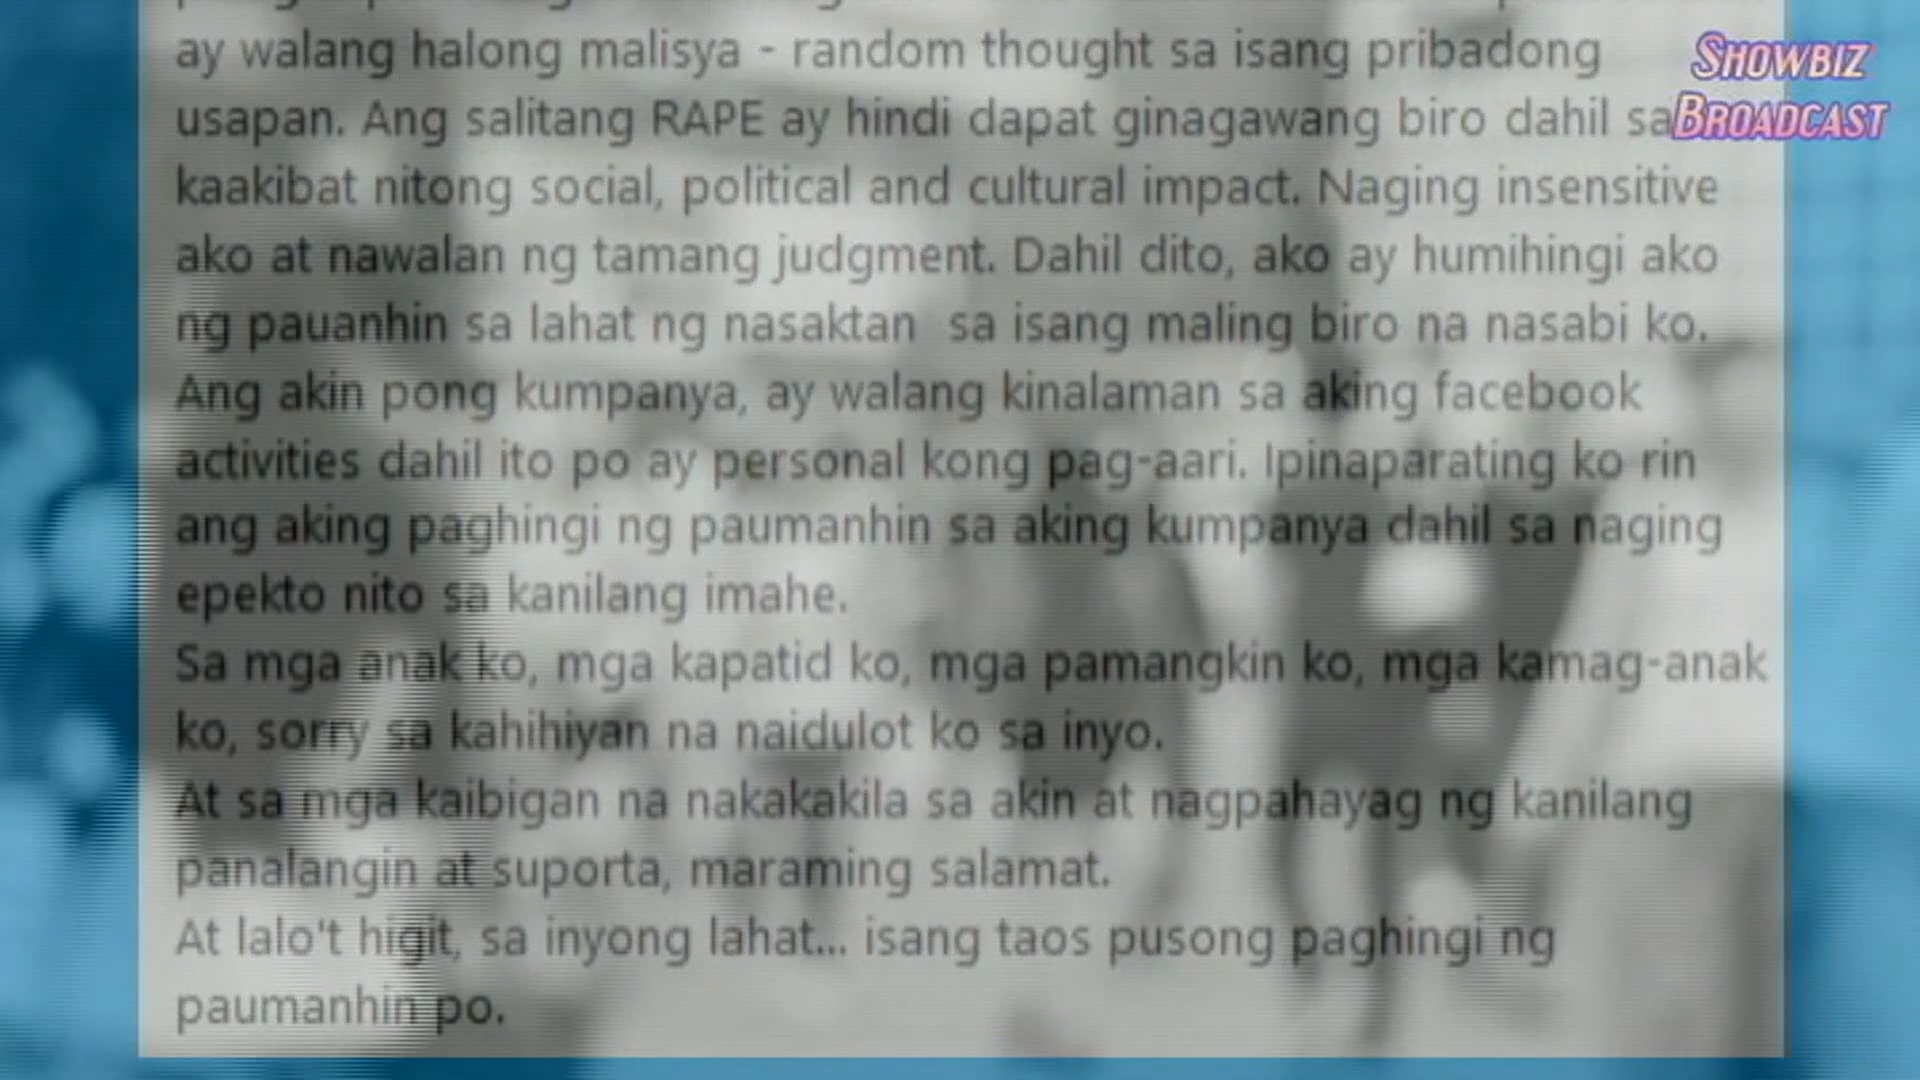 ay walang halong malisya - random thought sa isang pribadong
usapan. Ang salitang RAPE ay hindi dapat ginagawang biro dahil sa
kaakibat nitong social, political and cultural impact. Naging insensitive
ako at nawalan ng tamang judgment. Dahil dito, ako ay humihingi ako
ng pauanhin sa lahat ng nasaktan  sa isang maling biro na nasabi ko.
Ang akin pong kumpanya, ay walang kinalaman sa aking facebook
activities dahil ito po ay personal kong pag-aari. Ipinaparating ko rin
ang aking paghingi ng paumanhin sa aking kumpanya dahil sa naging
epekto nito sa kanilang imahe.
Sa mga anak ko, mga kapatid ko, mga pamangkin ko, mga kamag-anak
ko, sorry sa kahihiyan na naidulot ko sa inyo.
At sa mga kaibigan na nakakakila sa akin at nagpahayag ng kanilang
panalangin at suporta, maraming salamat.
At lalo't higit, sa inyong lahat... isang taos pusong paghingi ng
paumanhin po.
SHOWBIZ
BROADCAST